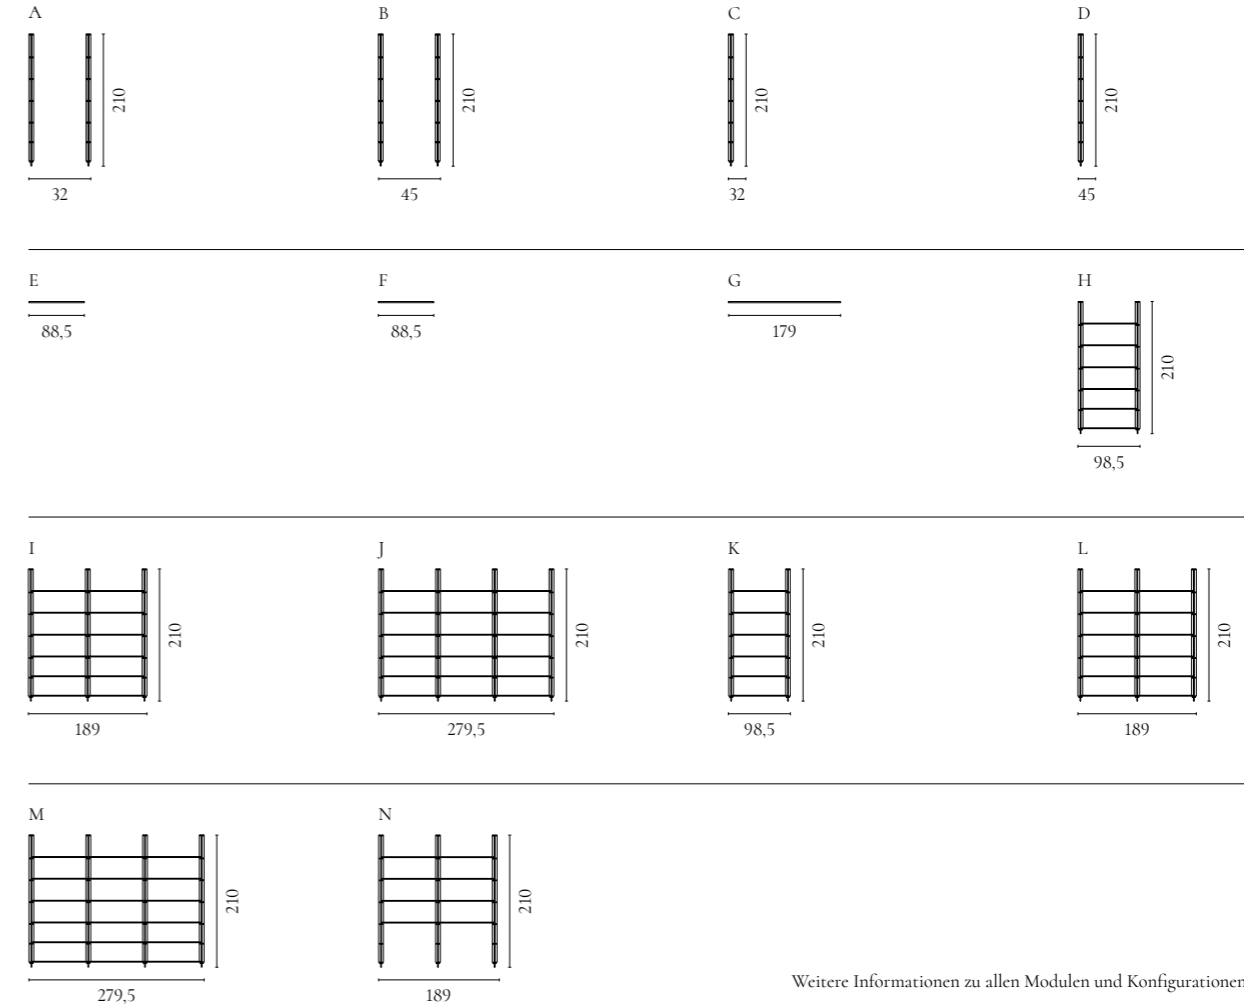 A
B
C
D
210
210
210
210
32
45
32
45
E
F
G
H
88,5
88,5
179
210
98,5
I
J
K
L
210
210
210
210
189
279,5
98,5
189
M
N
210
210
279,5
189
Weitere Informationen zu allen Modulen und Konfigurationen